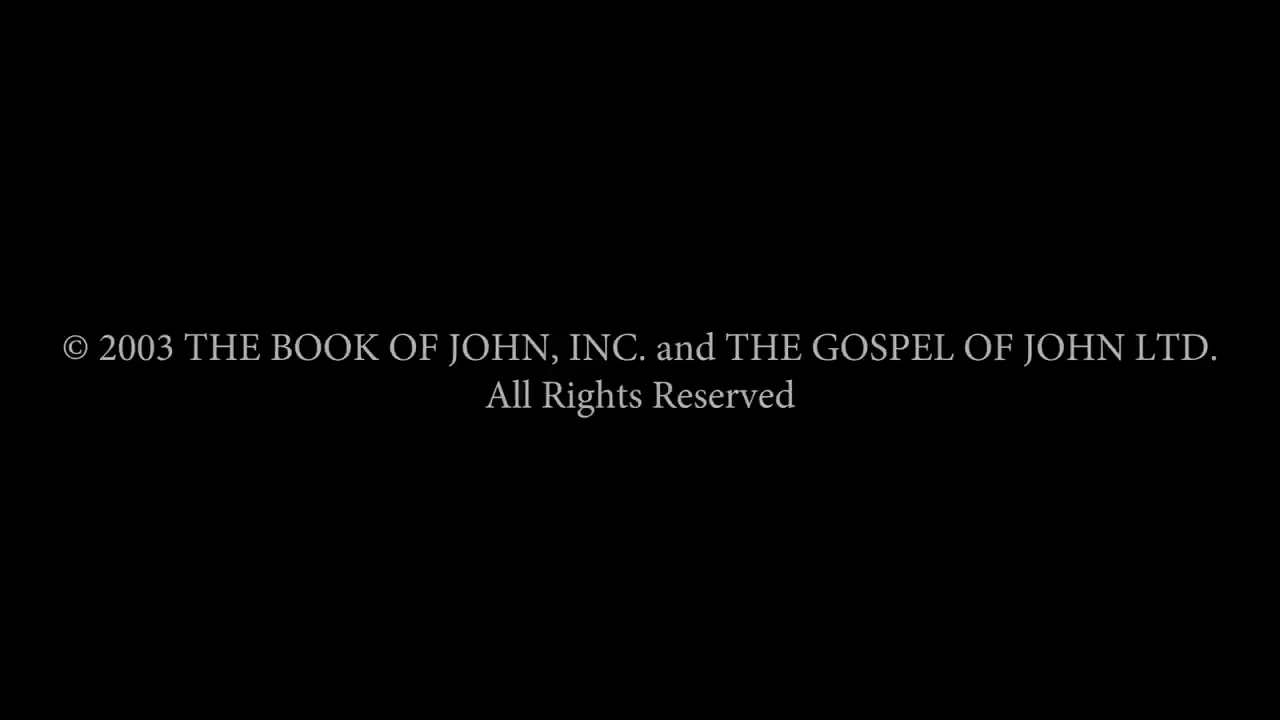 © 2003 THE BOOK OF JOHN, INC. and THE GOSPEL OF JOHN LTD.
All Rights Reserved